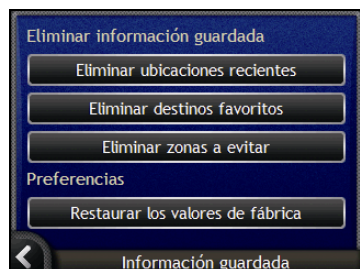 Eliminar información guardada
Eliminar ubicaciones recientes
Eliminar destinos favoritos
Eliminar zonas a evitar
Preferencias
Restaurar los valores de fábrica
Información guardada